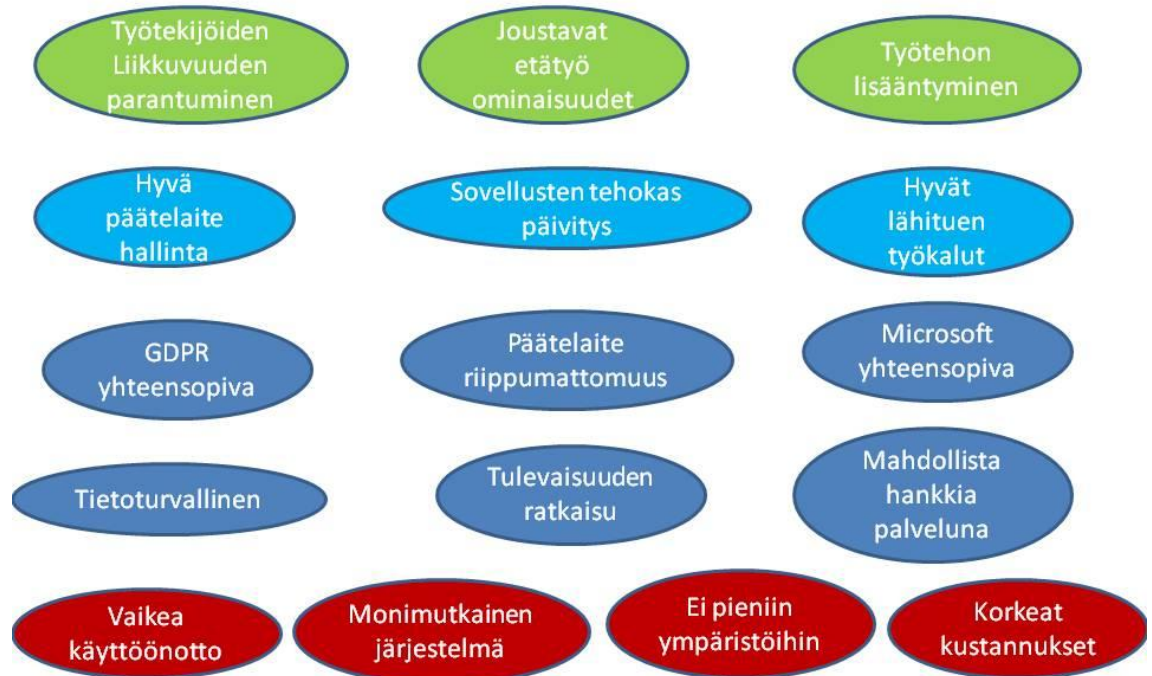 Työtekijöiden
Liikkuvuuden
parantuminen
Joustavat
etätyö
ominaisuudet
Työtehon
lisääntyminen
Hyvä
päätelaite
hallinta
Sovellusten tehokas
päivitys
Hyvät
lähituen
työkalut
GDPR
yhteensopiva
Päätelaite
riippumattomuus
Microsoft
yhteensopiva
Tietoturvallinen
Tulevaisuuden
ratkaisu
Mahdollista
hankkia
palveluna
Vaikea
käyttöönotto
Monimutkainen
järjestelmä
Ei pieniin
ympäristöihin
Korkeat
kustannukset